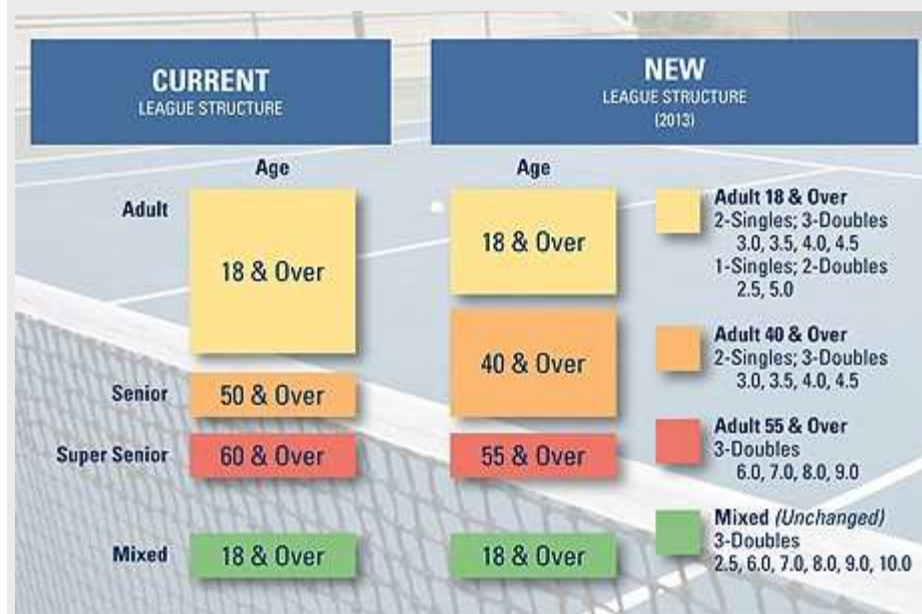 CURRENT
LEAGUE STRUCTURE
NEW
LEAGUE STRUCTURE
(2013)
Age
Age
Adult
18 & Over
18 & Over
Senior
50 & Over
40 & Over
Super Senior
60 & Over
55 & Over
Mixed
18 & Over
18 & Over
Adult 18 & Over
2-Singles; 3-Doubles
3.0, 3.5, 4.0, 4.5
1-Singles; 2-Doubles
2.5, 5.0
Adult 40 & Over
2-Singles; 3-Doubles
3.0, 3.5, 4.0, 4.5
Adult 55 & Over
3-Doubles
6.0, 7.0, 8.0, 9.0
Mixed (Unchanged)
3-Doubles
2.5, 6.0, 7.0, 8.0, 9.0, 10.0